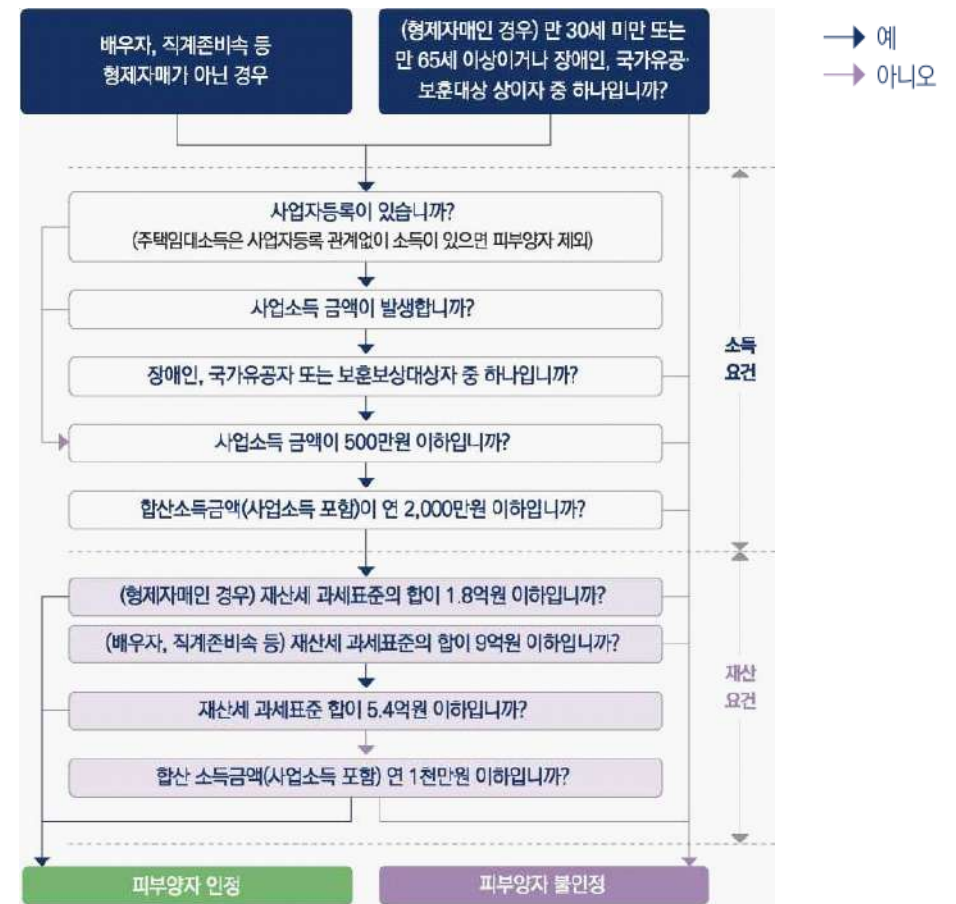 배우자, 직계존비속 등
형제자매가 아닌 경우
(형제자매인 경우) 만 30세 미만 또는
만 65세 이상이거나 장애인, 국가유공·
보훈대상 상이자 중 하나입니까?
예
아니오
사업자등록이 있습니까?
(주택임대소득은 사업자등록 관계없이 소득이 있으면 피부양자 제외)
사업소득 금액이 발생합니까?
장애인, 국가유공자 또는 보훈보상대상자 중 하나입니까?
사업소득 금액이 500만원 이하입니까?
합산소득금액(사업소득 포함)이 연 2,000만원 이하입니까?
소득
요건
(형제자매인 경우) 재산세 과세표준의 합이 1.8억원 이하입니까?
(배우자, 직계존비속 등) 재산세 과세표준의 합이 9억원 이하입니까?
재산세 과세표준 합이 5.4억원 이하입니까?
합산 소득금액(사업소득 포함) 연 1천만원 이하입니까?
재산
요건
피부양자 인정
피부양자 불인정